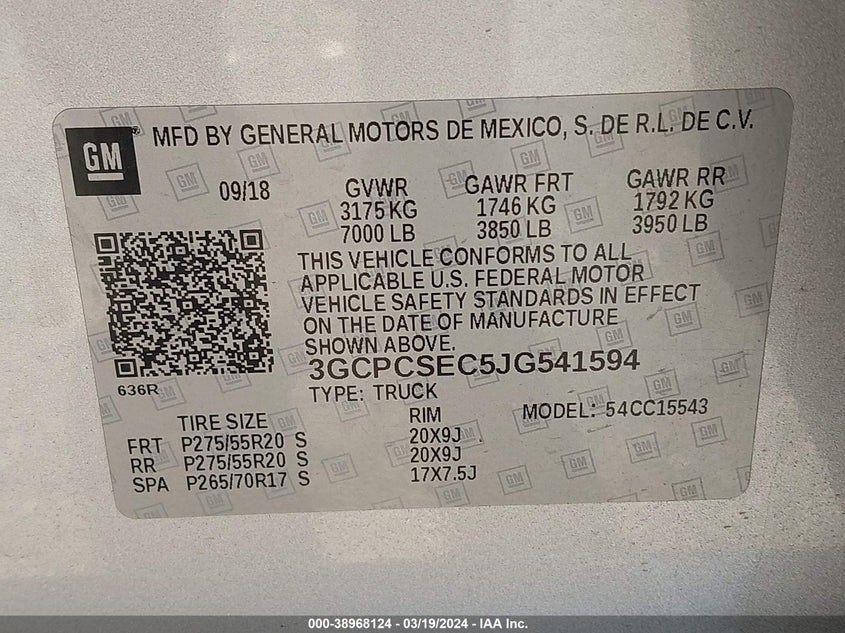 GM
MFD BY GENERAL MOTORS DE MEXICO, S. DE R.L. DE C.V.
09/18 GVWR GAWR FRT GAWR RR
3175 KG 1746 KG 1792 KG
7000 LB 3850 LB 3950 LB
THIS VEHICLE CONFORMS TO ALL
APPLICABLE U.S. FEDERAL MOTOR
VEHICLE SAFETY STANDARDS IN EFFECT
ON THE DATE OF MANUFACTURE
SHOWN ABOVE.
3GCPCSEC5JG541594
636R
TYPE: TRUCK
TIRE SIZE RIM MODEL: 54CC15543
FRT P275/55R20 S 20X9J
RR P275/55R20 S 20X9J
SPA P265/70R17 S 17X7.5J
000-38968124 - 03/19/2024 - IAA Inc.